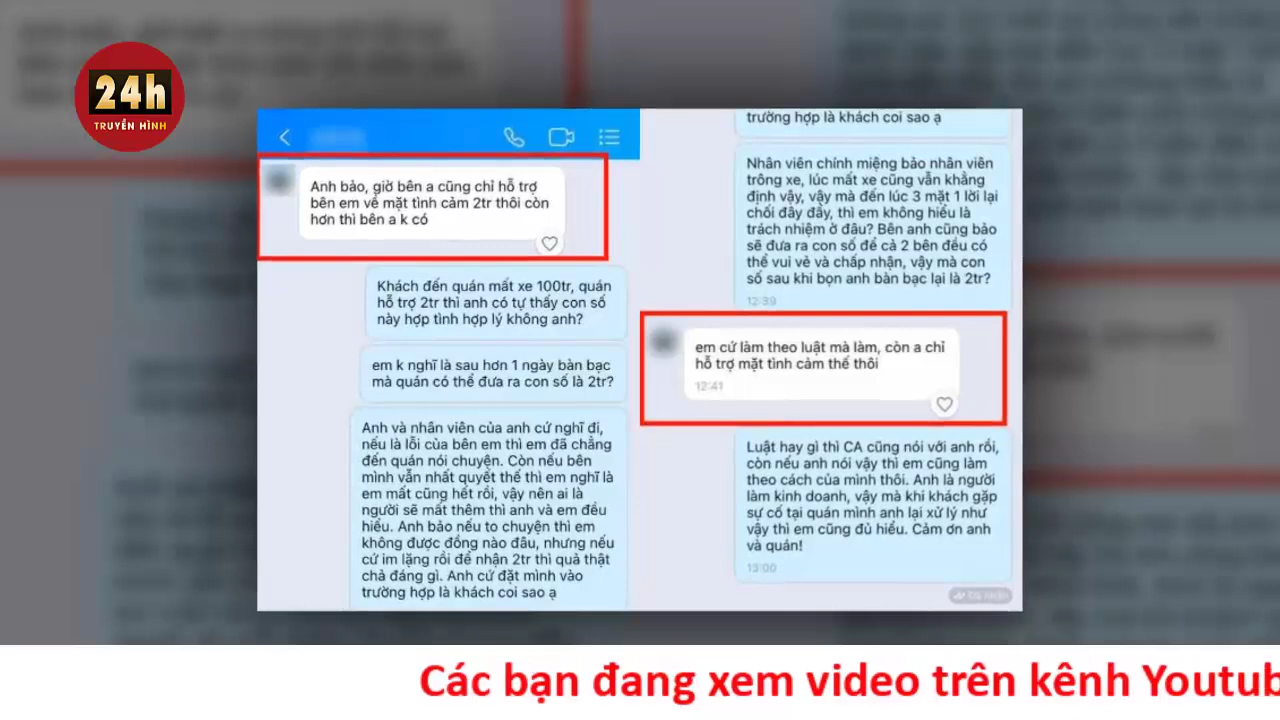 24h
TRUYỀN HÌNH
Anh bảo, giờ bên a cũng chỉ hỗ trợ
bên em về mặt tình cảm 2tr thôi còn
hơn thì bên a k có
Khách đến quán mất xe 100tr, quán
hỗ trợ 2tr thì anh có tự thấy con số
này hợp tình hợp lý không anh?
em k nghĩ là sau hơn 1 ngày bàn bạc
mà quán có thể đưa ra con số là 2tr?
Anh và nhân viên của anh cứ nghĩ đi,
nếu là lỗi của bên em thì em đã chẳng
đến quán nói chuyện. Còn nếu bên
mình vẫn nhất quyết thế thì em nghĩ là
em mất cũng hết rồi, vậy nên ai là
người sẽ mất thêm thì anh và em đều
hiểu. Anh bảo nếu to chuyện thì em
không được đồng nào đâu, nhưng nếu
cứ im lặng rồi để nhận 2tr thì quả thật
chả đáng gì. Anh cứ đặt mình vào
trường hợp là khách coi sao ạ
trường hợp là khách coi sao ạ
Nhân viên chính miệng bảo nhân viên
trông xe, lúc mất xe cũng vẫn khẳng
định vậy, vậy mà đến lúc 3 mặt 1 lời lại
chối đây đẩy, thì em không hiểu là
trách nhiệm ở đâu? Bên anh cũng bảo
sẽ đưa ra con số để cả 2 bên đều có
thể vui vẻ và chấp nhận, vậy mà con
số sau khi bọn anh bàn bạc lại là 2tr?
12:39
em cứ làm theo luật mà làm, còn a chỉ
hỗ trợ mặt tình cảm thế thôi
12:41
Luật hay gì thì CA cũng nói với anh rồi,
còn nếu anh nói vậy thì em cũng làm
theo cách của mình thôi. Anh là người
làm kinh doanh, vậy mà khi khách gặp
sự cố tại quán mình anh lại xử lý như
vậy thì em cũng đủ hiểu. Cảm ơn anh
và quán!
13:00
Đã nhận
Các bạn đang xem video trên kênh Youtub